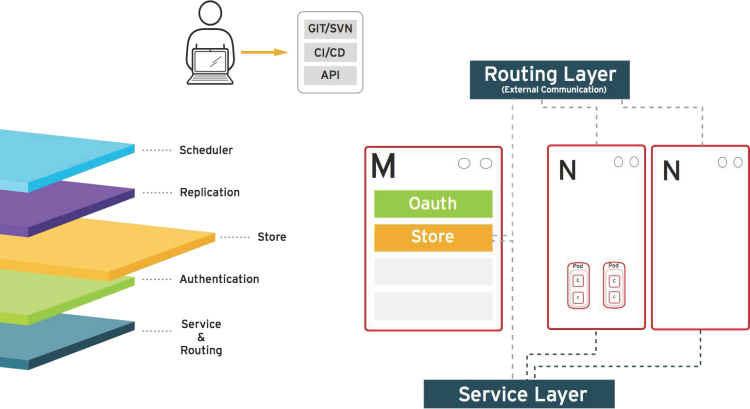 GIT/SVN
CI/CD
API
Routing Layer
(External Communication)
Scheduler
Replication
Store
Authentication
Service
&
Routing
M
Oauth
Store
N
Pod
Pod
C
C
C
C
N
Service Layer